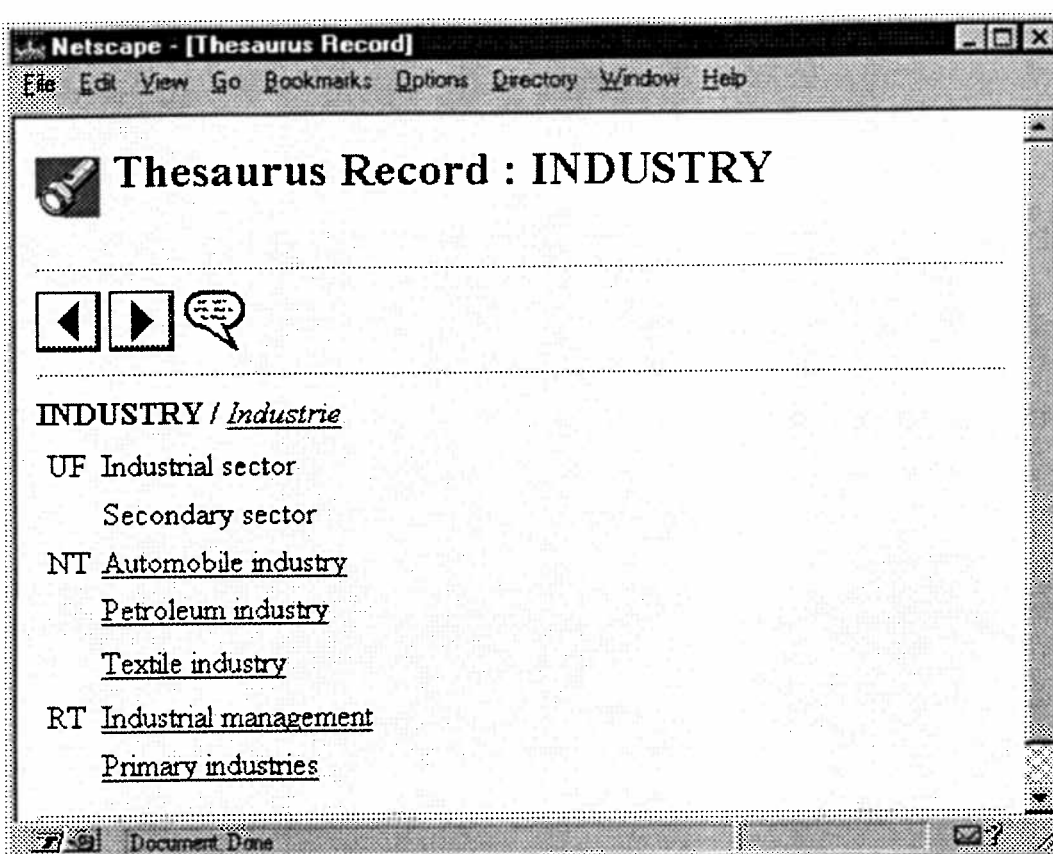 Netscape - [Thesaurus Record]
File Edit View Go Bookmarks Options Directory Window Help
Thesaurus Record : INDUSTRY
INDUSTRY / Industrie
UF Industrial sector
Secondary sector
NT Automobile industry
Petroleum industry
Textile industry
RT Industrial management
Primary industries
Document Done